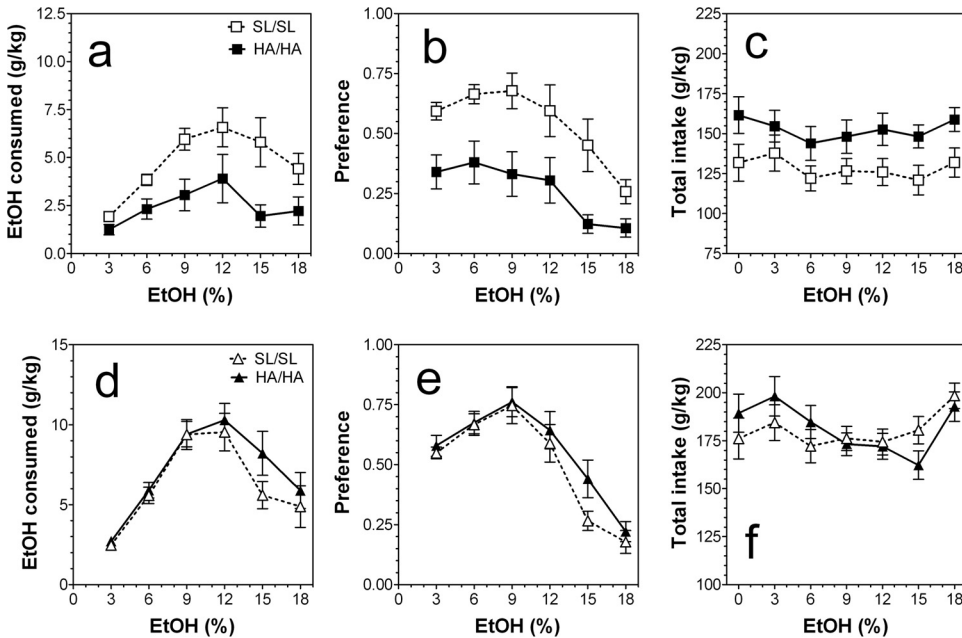 12.5
10.0
7.5
5.0
2.5
0.0
EtOH consumed (g/kg)
a
SL/SL
HA/HA
0 3 6 9 12 15 18
EtOH (%)
1.00
0.75
0.50
0.25
0.00
Preference
b
0 3 6 9 12 15 18
EtOH (%)
225
200
175
150
125
100
75
Total intake (g/kg)
c
0 3 6 9 12 15 18
EtOH (%)
15
10
5
0
EtOH consumed (g/kg)
d
SL/SL
HA/HA
0 3 6 9 12 15 18
EtOH (%)
1.00
0.75
0.50
0.25
0.00
Preference
e
0 3 6 9 12 15 18
EtOH (%)
225
200
175
150
125
100
Total intake (g/kg)
f
0 3 6 9 12 15 18
EtOH (%)